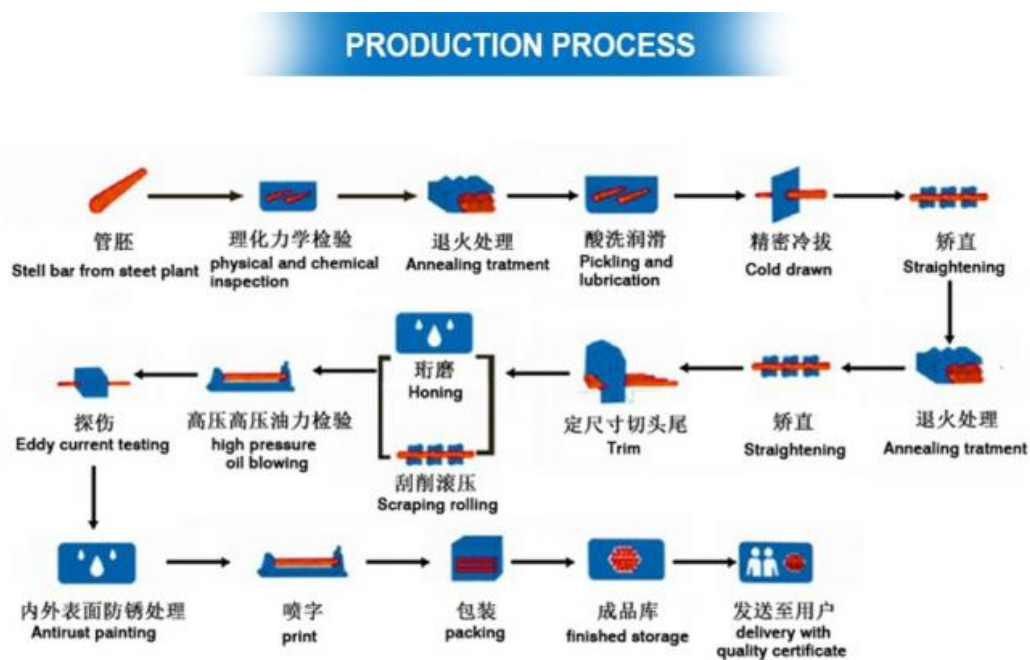 PRODUCTION PROCESS
管胚
Stell bar from steet plant
理化力学检验
physical and chemical
inspection
退火处理
Annealing tratment
酸洗润滑
Pickling and
lubrication
精密冷拔
Cold drawn
矫直
Straightening
退火处理
Annealing tratment
矫直
Straightening
定尺寸切头尾
Trim
珩磨
Honing
刮削滚压
Scraping rolling
高压高压油力检验
high pressure
oil blowing
探伤
Eddy current testing
内外表面防锈处理
Antirust painting
喷字
print
包装
packing
成品库
finished storage
发送至用户
delivery with
quality certificate